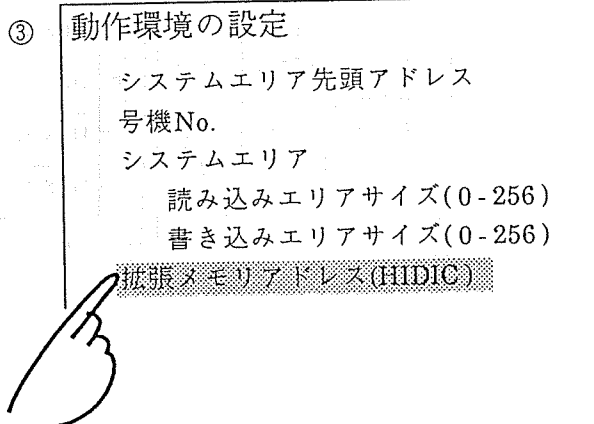 ③ 動作環境の設定
システムエリア先頭アドレス
号機No.
システムエリア
読み込みエリアサイズ(0-256)
書き込みエリアサイズ(0-256)
拡張メモリアドレス(HIDIC)